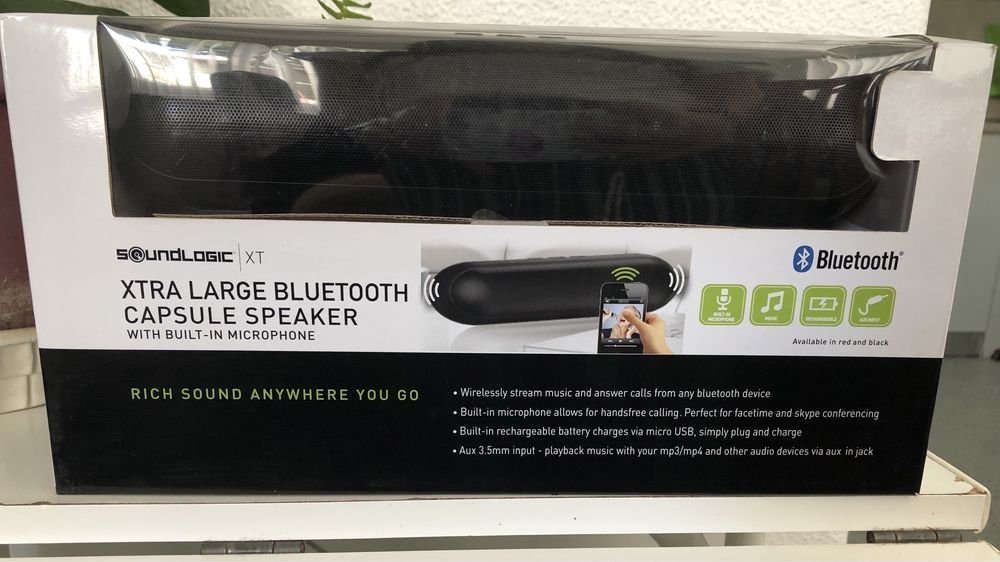 SOUNDLOGIC | XT
XTRA LARGE BLUETOOTH
CAPSULE SPEAKER
WITH BUILT-IN MICROPHONE
Bluetooth®
BUILT-IN
MICROPHONE
MUSIC
RECHARGEABLE
AUX INPUT
Available in red and black
RICH SOUND ANYWHERE YOU GO
• Wirelessly stream music and answer calls from any bluetooth device
• Built-in microphone allows for handsfree calling. Perfect for facetime and skype conferencing
• Built-in rechargeable battery charges via micro USB, simply plug and charge
• Aux 3.5mm input - playback music with your mp3/mp4 and other audio devices via aux in jack